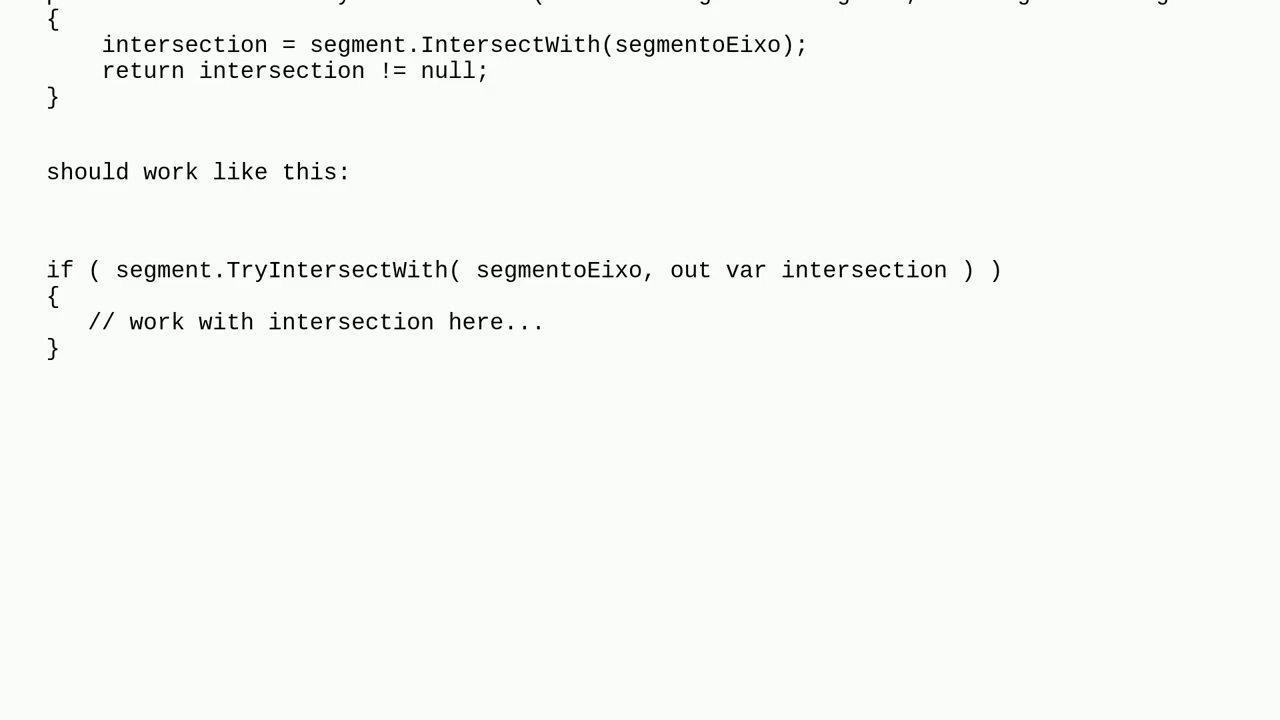 {
    intersection = segment.IntersectWith(segmentoEixo);
    return intersection != null;
}
should work like this:
if ( segment.TryIntersectWith( segmentoEixo, out var intersection ) )
{
   // work with intersection here...
}